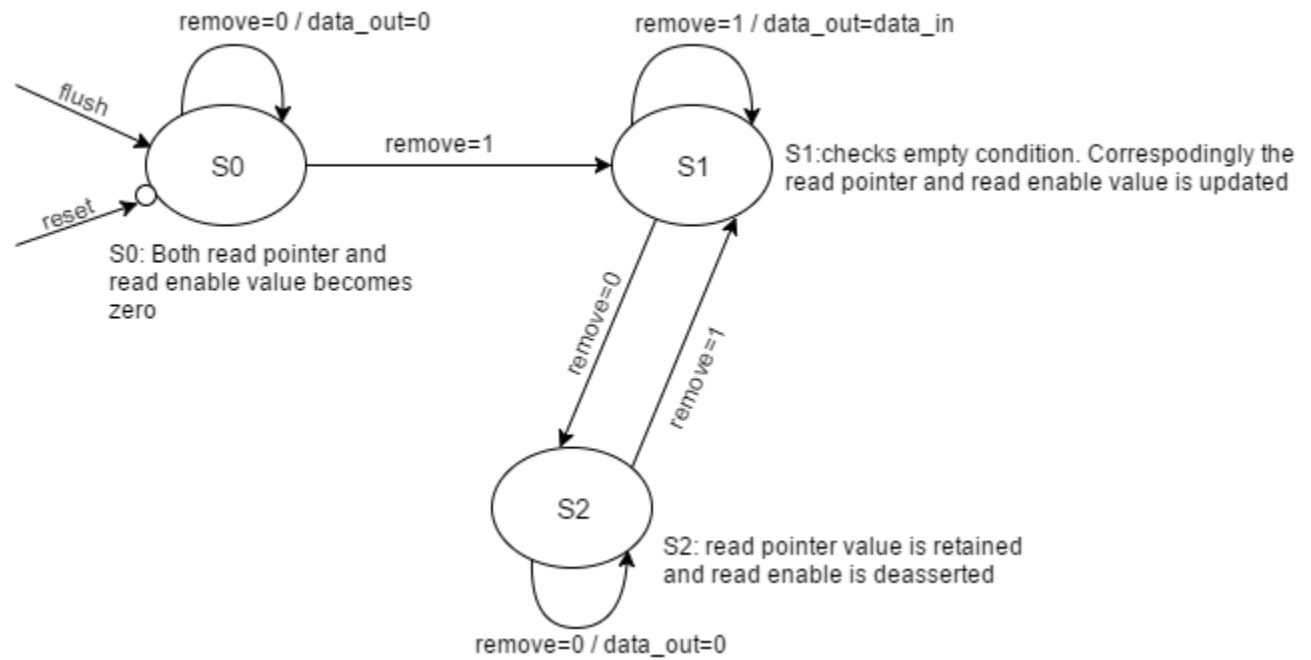 remove=0 / data_out=0
remove=1 / data_out=data_in
flush
remove=1
S0
S1
S1:checks empty condition. Correspodingly the
read pointer and read enable value is updated
reset
S0: Both read pointer and
read enable value becomes
zero
remove=0
remove=1
S2
S2: read pointer value is retained
and read enable is deasserted
remove=0 / data_out=0